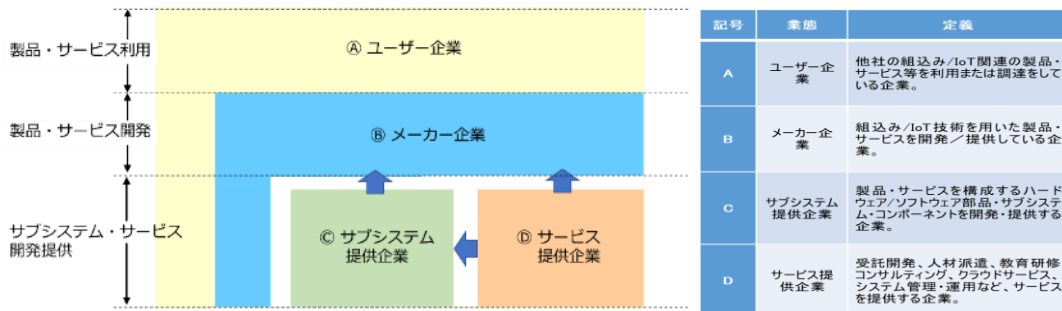 製品・サービス利用
Ⓐ ユーザー企業
製品・サービス開発
Ⓑ メーカー企業
サブシステム・サービス
開発提供
Ⓒ サブシステム
提供企業
Ⓓ サービス
提供企業
記号 業態 定義
A
ユーザー企
業
他社の組込み/IoT関連の製品・
サービス等を利用または調達をして
いる企業。
B
メーカー企
業
組込み/IoT技術を用いた製品・
サービスを開発／提供している企
業。
C
サブシステム
提供企業
製品・サービスを構成するハード
ウェア/ソフトウェア部品・サブシステ
ム・コンポーネントを開発・提供する
企業。
D
サービス提
供企業
受託開発、人材派遣、教育研修
コンサルティング、クラウドサービス、
システム管理・運用など、サービス
を提供する企業。